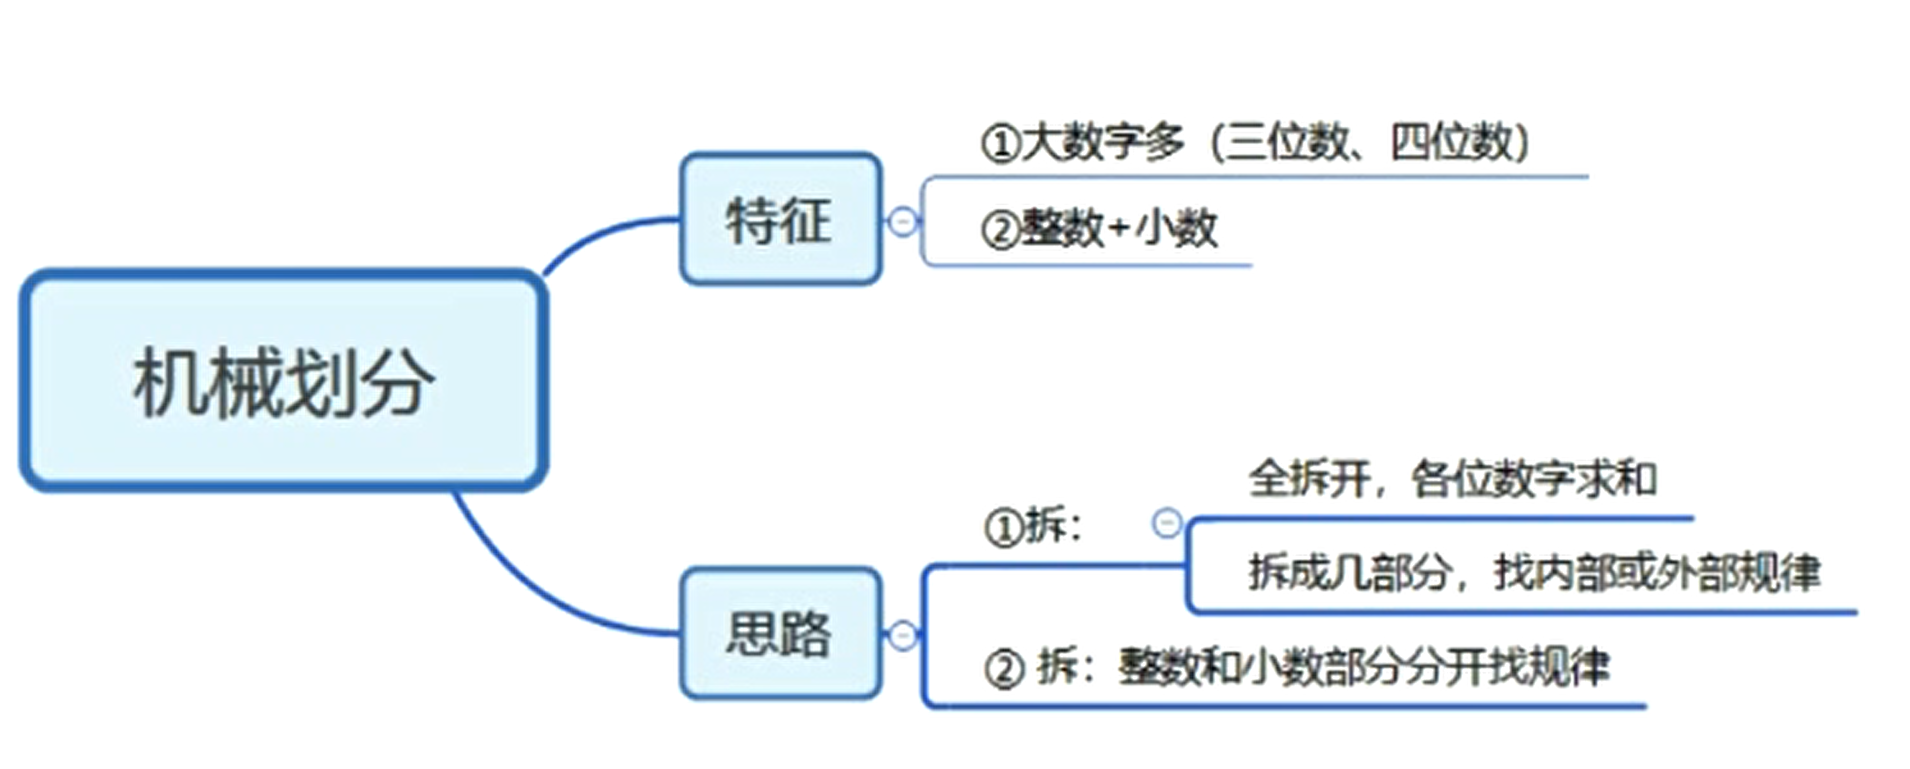 ①大数字多（三位数、四位数）
特征
②整数+小数
机械划分
全拆开，各位数字求和
①拆：
拆成几部分，找内部或外部规律
思路
② 拆：整数和小数部分分开找规律